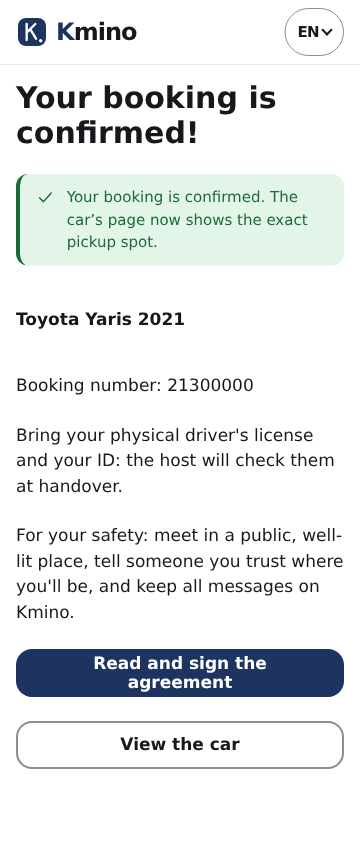 K. Kmino
EN
Your booking is
confirmed!
Your booking is confirmed. The
car’s page now shows the exact
pickup spot.
Toyota Yaris 2021
Booking number: 21300000
Bring your physical driver's license
and your ID: the host will check them
at handover.
For your safety: meet in a public, well-
lit place, tell someone you trust where
you'll be, and keep all messages on
Kmino.
Read and sign the
agreement
View the car